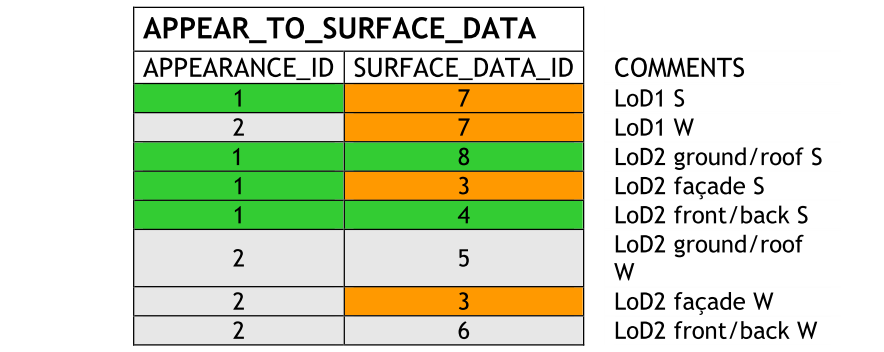 APPEAR_TO_SURFACE_DATA
APPEARANCE_ID SURFACE_DATA_ID COMMENTS
1 7 LoD1 S
2 7 LoD1 W
1 8 LoD2 ground/roof S
1 3 LoD2 façade S
1 4 LoD2 front/back S
2 5 LoD2 ground/roof
W
2 3 LoD2 façade W
2 6 LoD2 front/back W